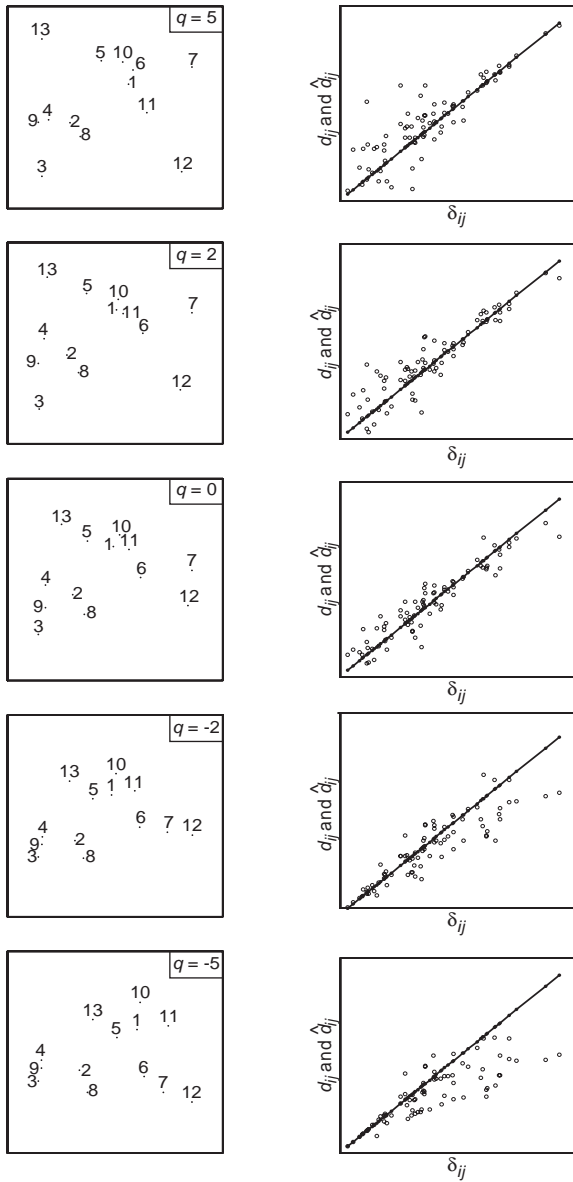 q = 5
13
5 10
6
7
1
11
9 4 2
8
3
12
d_ij and d̂_ij
δ_ij
q = 2
13
5
10
7
1 11
6
4
2
9
8
12
3
d_ij and d̂_ij
δ_ij
q = 0
13
5
10
1 11
6
7
4
2
9
8
12
3
d_ij and d̂_ij
δ_ij
q = -2
10
13
5 1 11
6 7 12
4
9
2
3
8
d_ij and d̂_ij
δ_ij
q = -5
10
13
1 11
5
4
9
2
6
3
8
7
12
d_ij and d̂_ij
δ_ij